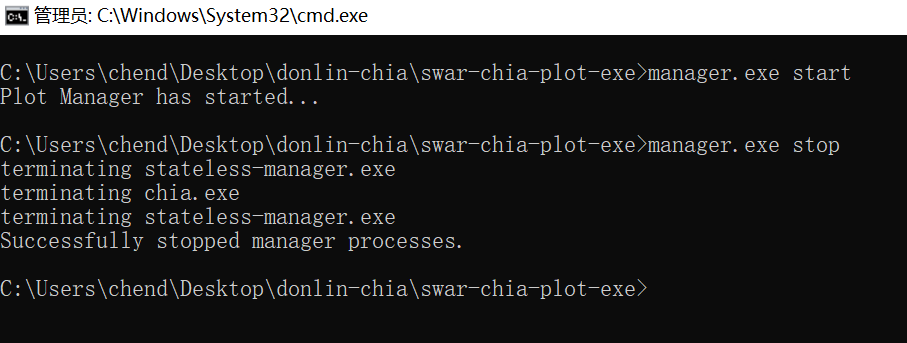 管理员: C:\Windows\System32\cmd.exe
C:\Users\chend\Desktop\donlin-chia\swar-chia-plot-exe>manager.exe start
Plot Manager has started...
C:\Users\chend\Desktop\donlin-chia\swar-chia-plot-exe>manager.exe stop
terminating stateless-manager.exe
terminating chia.exe
terminating stateless-manager.exe
Successfully stopped manager processes.
C:\Users\chend\Desktop\donlin-chia\swar-chia-plot-exe>